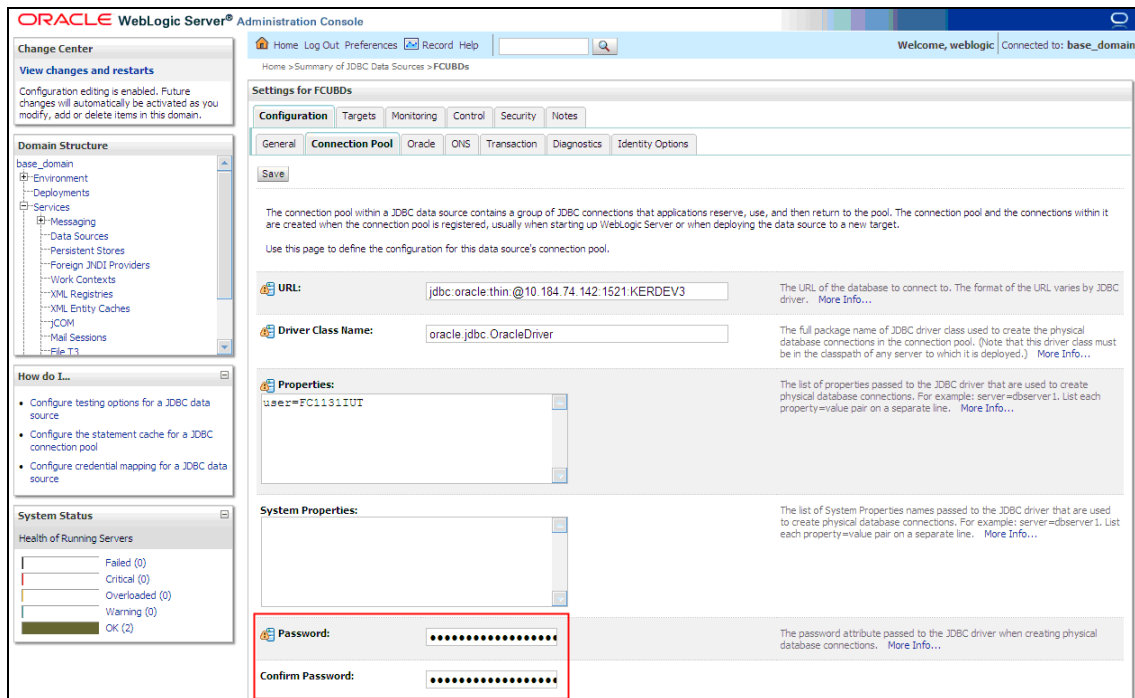 ORACLE WebLogic Server® Administration Console
Change Center
View changes and restarts
Configuration editing is enabled. Future
changes will automatically be activated as you
modify, add or delete items in this domain.
Domain Structure
base_domain
Environment
Deployments
Services
Messaging
Data Sources
Persistent Stores
Foreign JNDI Providers
Work Contexts
XML Registries
XML Entity Caches
jCOM
Mail Sessions
File T3
How do I...
• Configure testing options for a JDBC data
source
• Configure the statement cache for a JDBC
connection pool
• Configure credential mapping for a JDBC data
source
System Status
Health of Running Servers
Failed (0)
Critical (0)
Overloaded (0)
Warning (0)
OK (2)
Home Log Out Preferences Record Help
Welcome, weblogic Connected to: base_domain
Home >Summary of JDBC Data Sources >FCUBDs
Settings for FCUBDs
Configuration Targets Monitoring Control Security Notes
General Connection Pool Oracle ONS Transaction Diagnostics Identity Options
Save
The connection pool within a JDBC data source contains a group of JDBC connections that applications reserve, use, and then return to the pool. The connection pool and the connections within it
are created when the connection pool is registered, usually when starting up WebLogic Server or when deploying the data source to a new target.
Use this page to define the configuration for this data source's connection pool.
URL:
jdbc:oracle:thin:@10.184.74.142:1521:KERDEV3
The URL of the database to connect to. The format of the URL varies by JDBC
driver. More Info...
Driver Class Name:
oracle.jdbc.OracleDriver
The full package name of JDBC driver class used to create the physical
database connections in the connection pool. (Note that this driver class must
be in the classpath of any server to which it is deployed.) More Info...
Properties:
user=FC1131IUT
The list of properties passed to the JDBC driver that are used to create
physical database connections. For example: server=dbserver1. List each
property=value pair on a separate line. More Info...
System Properties:
The list of System Properties names passed to the JDBC driver that are used
to create physical database connections. For example: server=dbserver1. List
each property=value pair on a separate line. More Info...
Password:
●●●●●●●●●●●●●●●●●●
The password attribute passed to the JDBC driver when creating physical
database connections. More Info...
Confirm Password:
●●●●●●●●●●●●●●●●●●